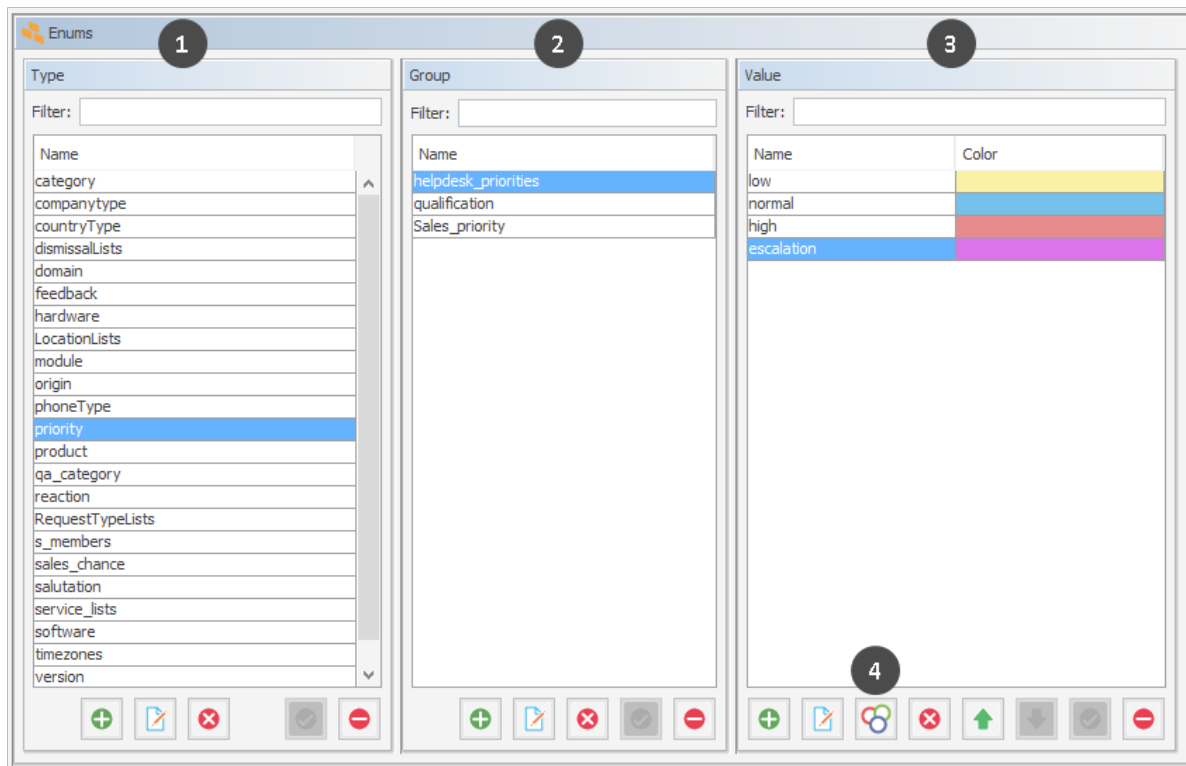 Enums
1
2
3
Type
Filter:
Name
category
companytype
countryType
dismissalLists
domain
feedback
hardware
LocationLists
module
origin
phoneType
priority
product
qa_category
reaction
RequestTypeLists
s_members
sales_chance
salutation
service_lists
software
timezones
version
Group
Filter:
Name
helpdesk_priorities
qualification
Sales_priority
Value
Filter:
Name Color
low
normal
high
escalation
4